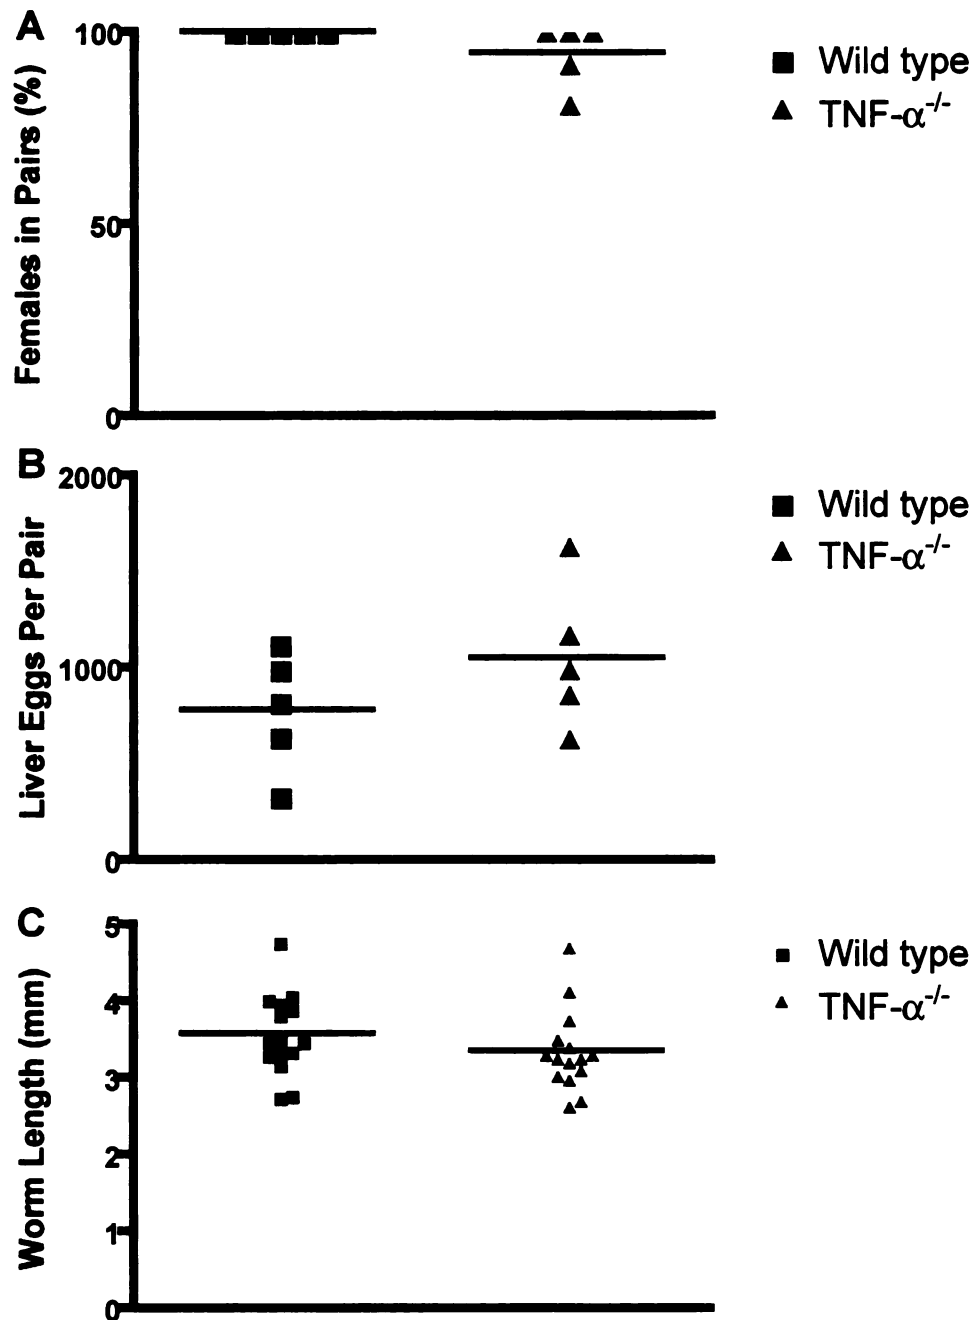 A
Females in Pairs (%)
100
50
0
Wild type
TNF-α-/-
B
Liver Eggs Per Pair
2000
1000
0
Wild type
TNF-α-/-
C
Worm Length (mm)
5
4
3
2
1
0
Wild type
TNF-α-/-